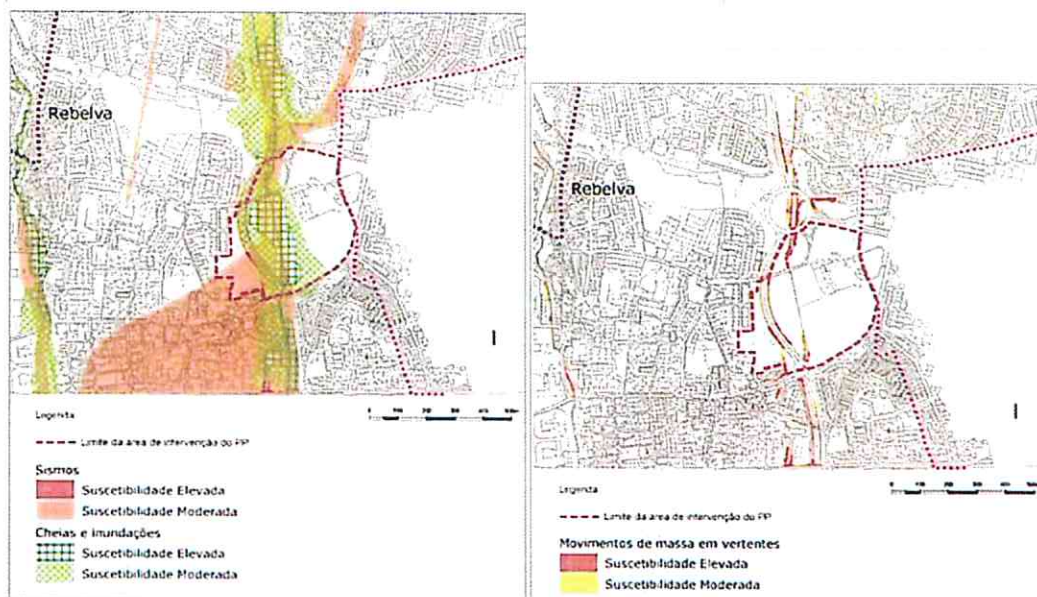 Rebelva
Legenda
Limite da área de intervenção do PP
Sismos
Suscetibilidade Elevada
Suscetibilidade Moderada
Cheias e inundações
Suscetibilidade Elevada
Suscetibilidade Moderada
Rebelva
Legenda
Limite da área de intervenção do PP
Movimentos de massa em vertentes
Suscetibilidade Elevada
Suscetibilidade Moderada